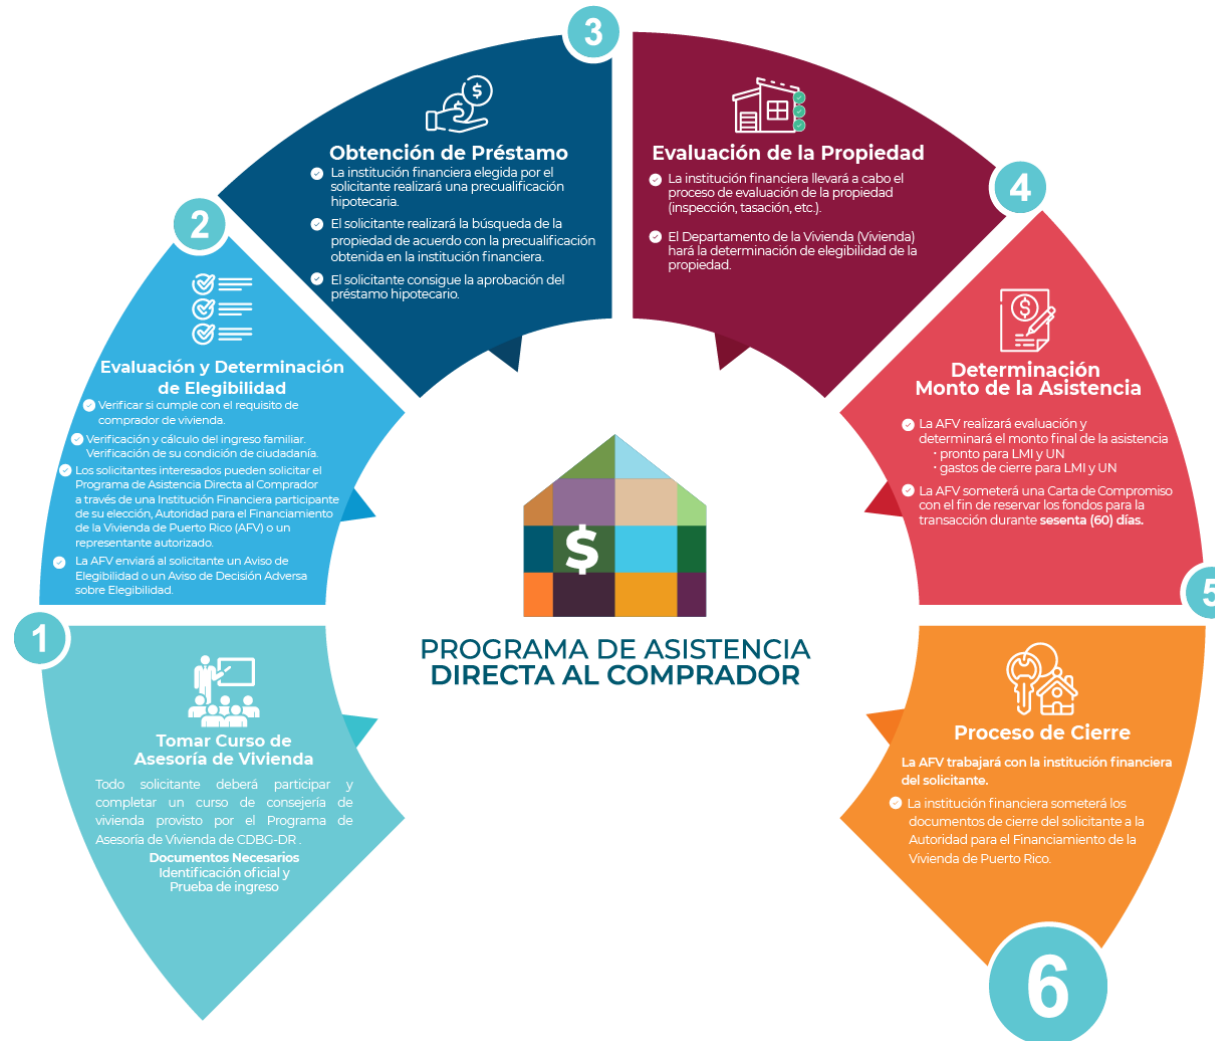 1
Tomar Curso de
Asesoría de Vivienda
Todo solicitante deberá participar y
completar un curso de consejería de
vivienda provisto por el Programa de
Asesoría de Vivienda de CDBG-DR .
Documentos Necesarios
Identificación oficial y
Prueba de ingreso
2
Evaluación y Determinación
de Elegibilidad
Verificar si cumple con el requisito de
comprador de vivienda.
Verificación y cálculo del ingreso familiar.
Verificación de su condición de ciudadanía.
Los solicitantes interesados pueden solicitar el
Programa de Asistencia Directa al Comprador
a través de una Institución Financiera participante
de su elección, Autoridad para el Financiamiento
de la Vivienda de Puerto Rico (AFV) o un
representante autorizado.
La AFV enviará al solicitante un Aviso de
Elegibilidad o un Aviso de Decisión Adversa
sobre Elegibilidad.
3
Obtención de Préstamo
La institución financiera elegida por el
solicitante realizará una precualificación
hipotecaria.
El solicitante realizará la búsqueda de la
propiedad de acuerdo con la precualificación
obtenida en la institución financiera.
El solicitante consigue la aprobación del
préstamo hipotecario.
4
Evaluación de la Propiedad
La institución financiera llevará a cabo el
proceso de evaluación de la propiedad
(inspección, tasación, etc.).
El Departamento de la Vivienda (Vivienda)
hará la determinación de elegibilidad de la
propiedad.
5
Determinación
Monto de la Asistencia
La AFV realizará evaluación y
determinará el monto final de la asistencia
· pronto para LMI y UN
· gastos de cierre para LMI y UN
La AFV someterá una Carta de Compromiso
con el fin de reservar los fondos para la
transacción durante sesenta (60) días.
6
Proceso de Cierre
La AFV trabajará con la institución financiera
del solicitante.
La institución financiera someterá los
documentos de cierre del solicitante a la
Autoridad para el Financiamiento de la
Vivienda de Puerto Rico.
$
PROGRAMA DE ASISTENCIA
DIRECTA AL COMPRADOR